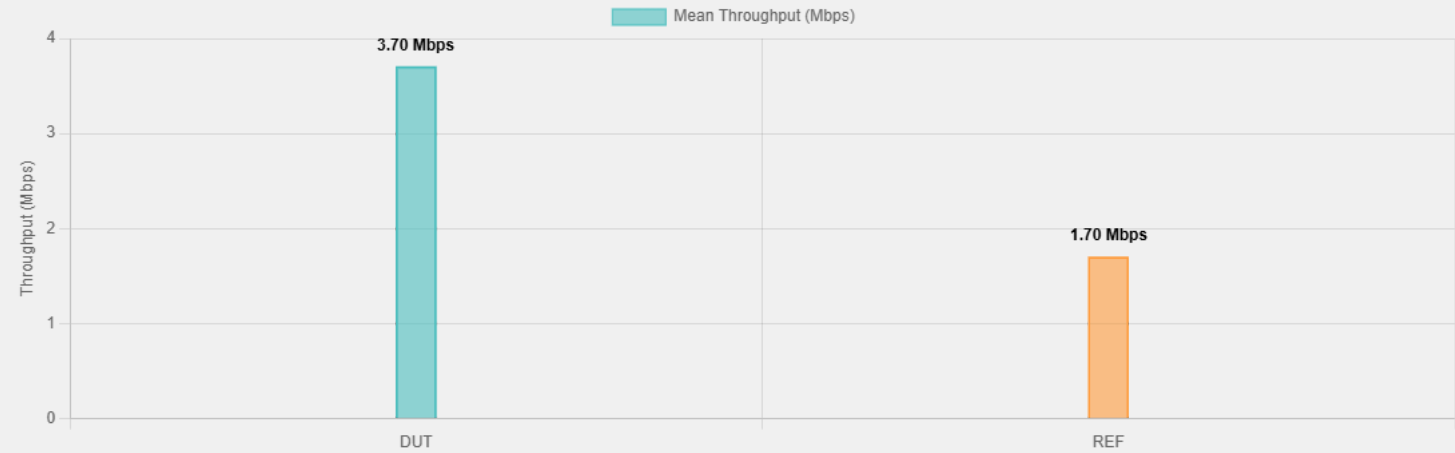 Mean Throughput (Mbps)
4
3
2
1
0
Throughput (Mbps)
3.70 Mbps
1.70 Mbps
DUT
REF